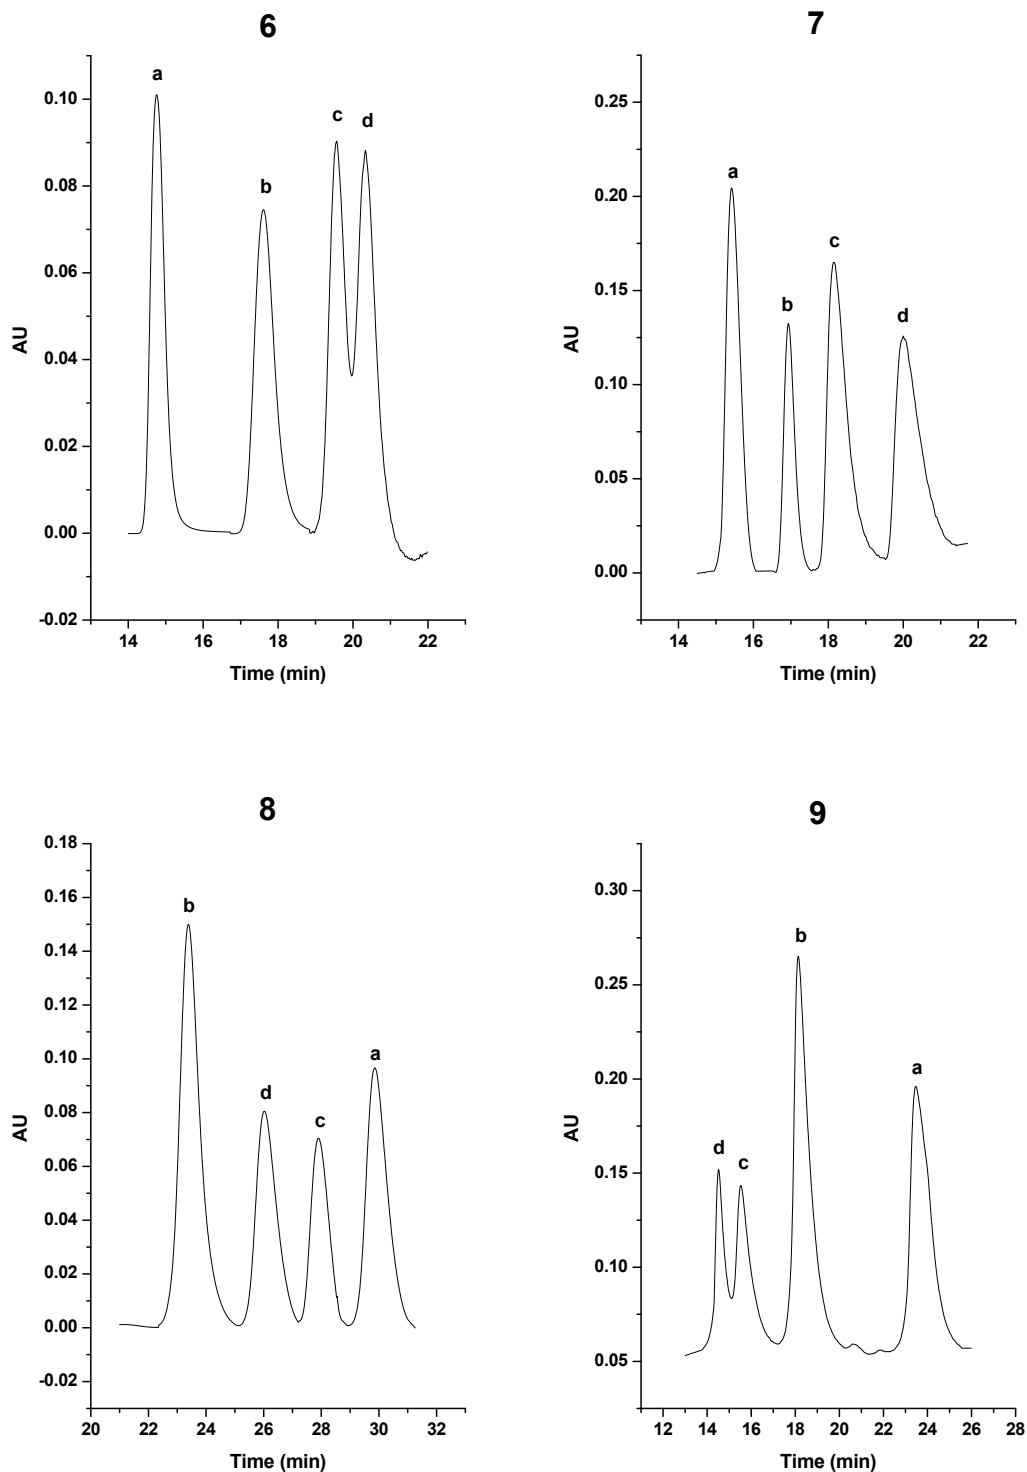 6
a
b
c
d
0.10
0.08
0.06
0.04
0.02
0.00
-0.02
AU
14 16 18 20 22
Time (min)
7
a
b
c
d
0.25
0.20
0.15
0.10
0.05
0.00
AU
14 16 18 20 22
Time (min)
8
b
d
c
a
0.18
0.16
0.14
0.12
0.10
0.08
0.06
0.04
0.02
0.00
-0.02
AU
20 22 24 26 28 30 32
Time (min)
9
d
c
b
a
0.30
0.25
0.20
0.15
0.10
0.05
AU
12 14 16 18 20 22 24 26 28
Time (min)